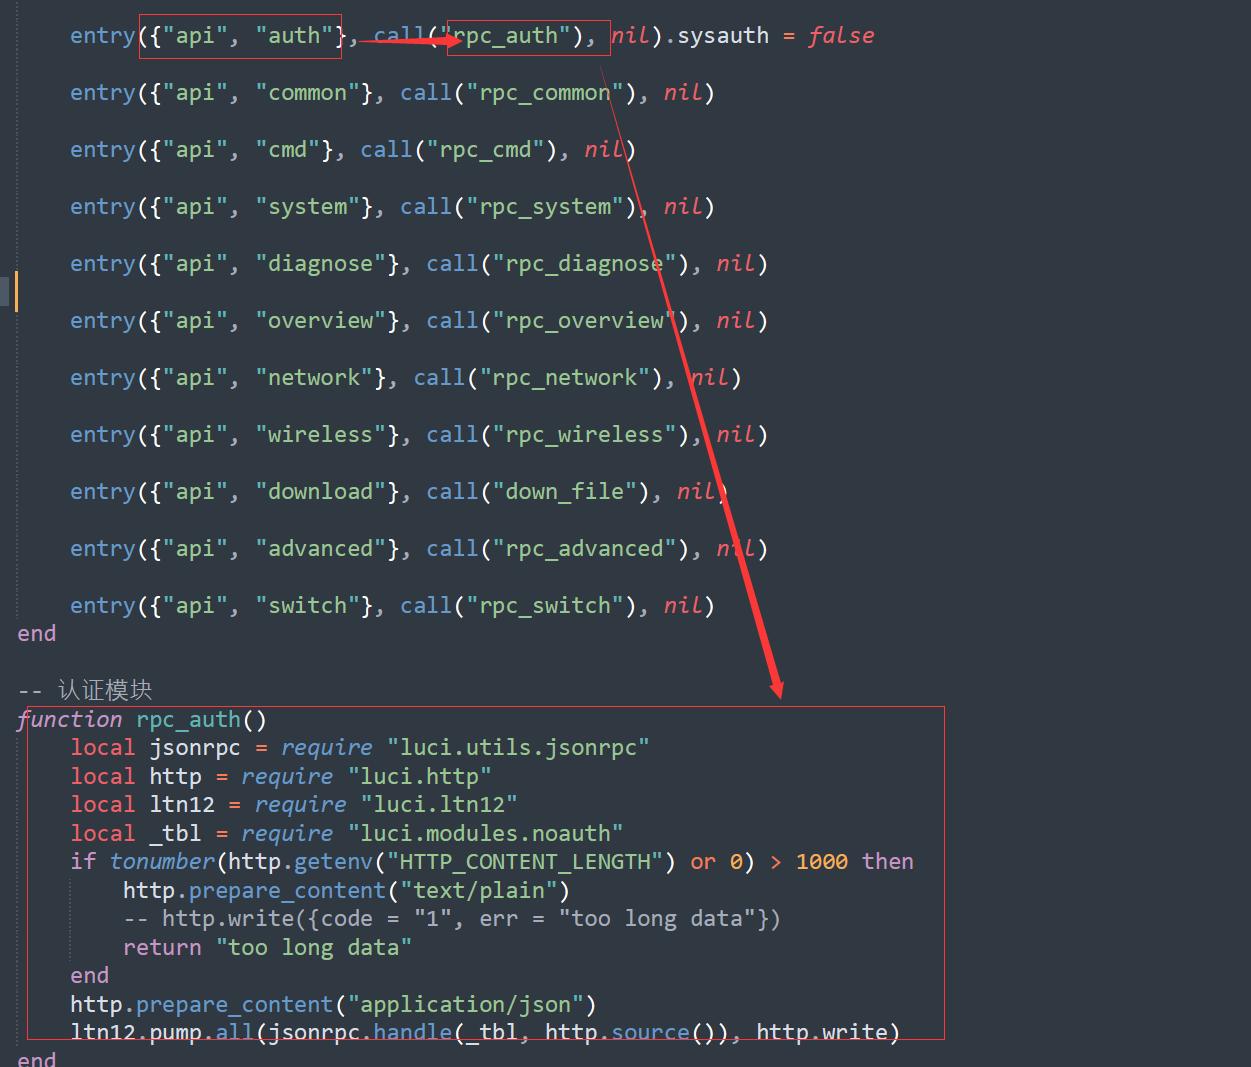 entry({"api", "auth"}, call("rpc_auth"), nil).sysauth = false
entry({"api", "common"}, call("rpc_common"), nil)
entry({"api", "cmd"}, call("rpc_cmd"), nil)
entry({"api", "system"}, call("rpc_system"), nil)
entry({"api", "diagnose"}, call("rpc_diagnose"), nil)
entry({"api", "overview"}, call("rpc_overview"), nil)
entry({"api", "network"}, call("rpc_network"), nil)
entry({"api", "wireless"}, call("rpc_wireless"), nil)
entry({"api", "download"}, call("down_file"), nil)
entry({"api", "advanced"}, call("rpc_advanced"), nil)
entry({"api", "switch"}, call("rpc_switch"), nil)
end
-- 认证模块
function rpc_auth()
local jsonrpc = require "luci.utils.jsonrpc"
local http = require "luci.http"
local ltn12 = require "luci.ltn12"
local _tbl = require "luci.modules.noauth"
if tonumber(http.getenv("HTTP_CONTENT_LENGTH") or 0) > 1000 then
http.prepare_content("text/plain")
-- http.write({code = "1", err = "too long data"})
return "too long data"
end
http.prepare_content("application/json")
ltn12.pump.all(jsonrpc.handle(_tbl, http.source()), http.write)
end